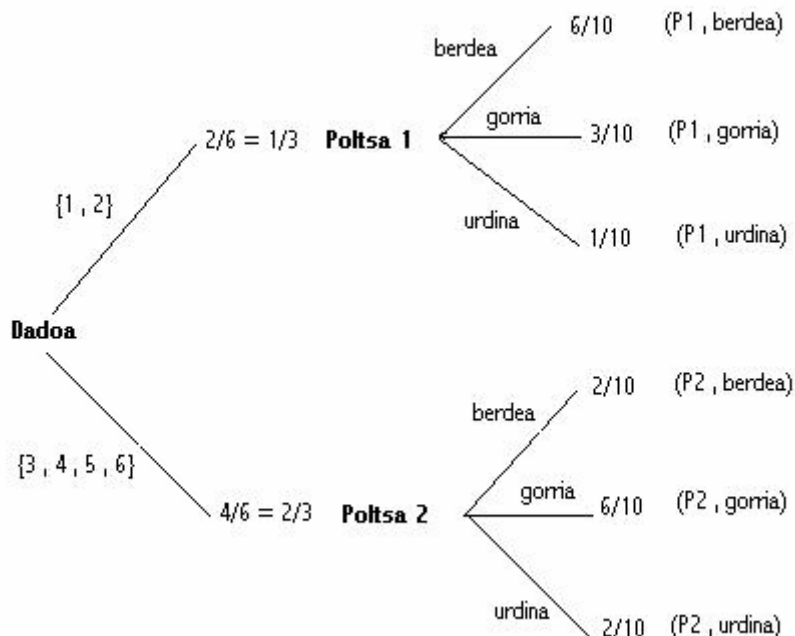 berdea 6/10 (P1 , berdea)
2/6 = 1/3 Poltsa 1 gorria 3/10 (P1 , gorria)
{1 , 2}
urdina 1/10 (P1 , urdina)
Dadoa
berdea 2/10 (P2 , berdea)
{3 , 4 , 5 , 6}
4/6 = 2/3 Poltsa 2 gorria 6/10 (P2 , gorria)
urdina 2/10 (P2 , urdina)